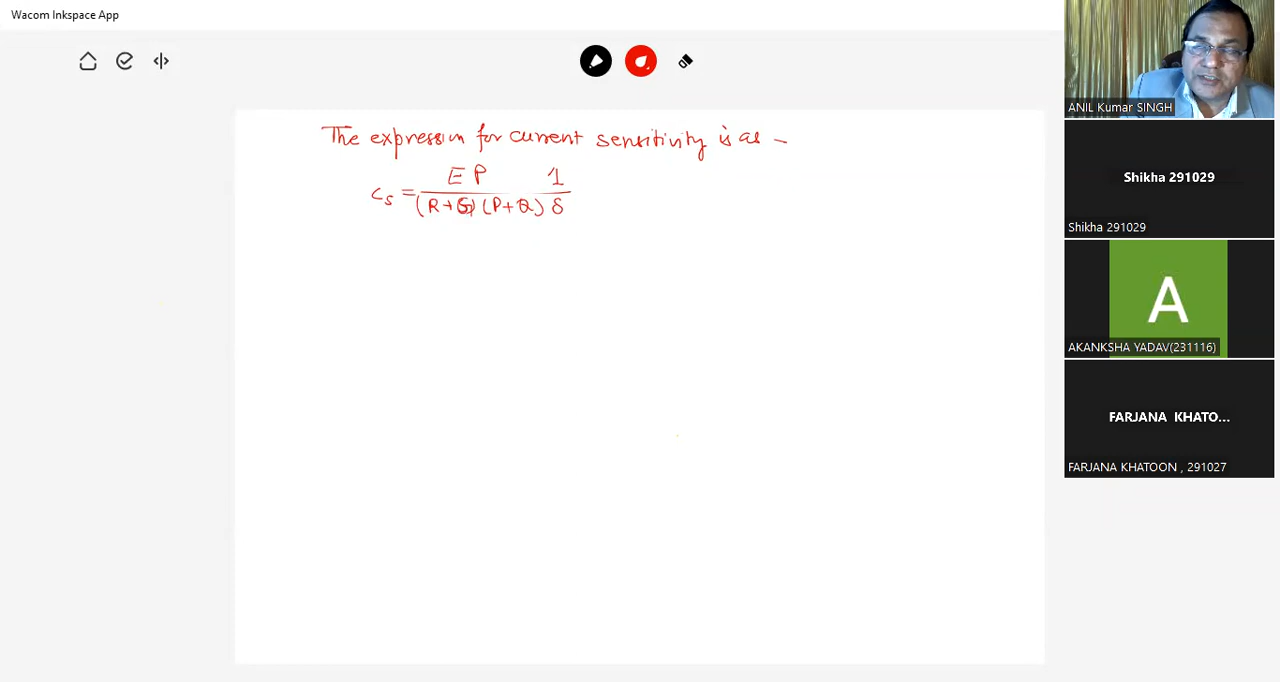 Wacom Inkspace App
The expression for current sensitivity is as –
Cs = E P 1
(R+G) (P+Q) δ
ANIL Kumar SINGH
Shikha 291029
Shikha 291029
A
AKANKSHA YADAV(231116)
FARJANA KHATO...
FARJANA KHATOON , 291027